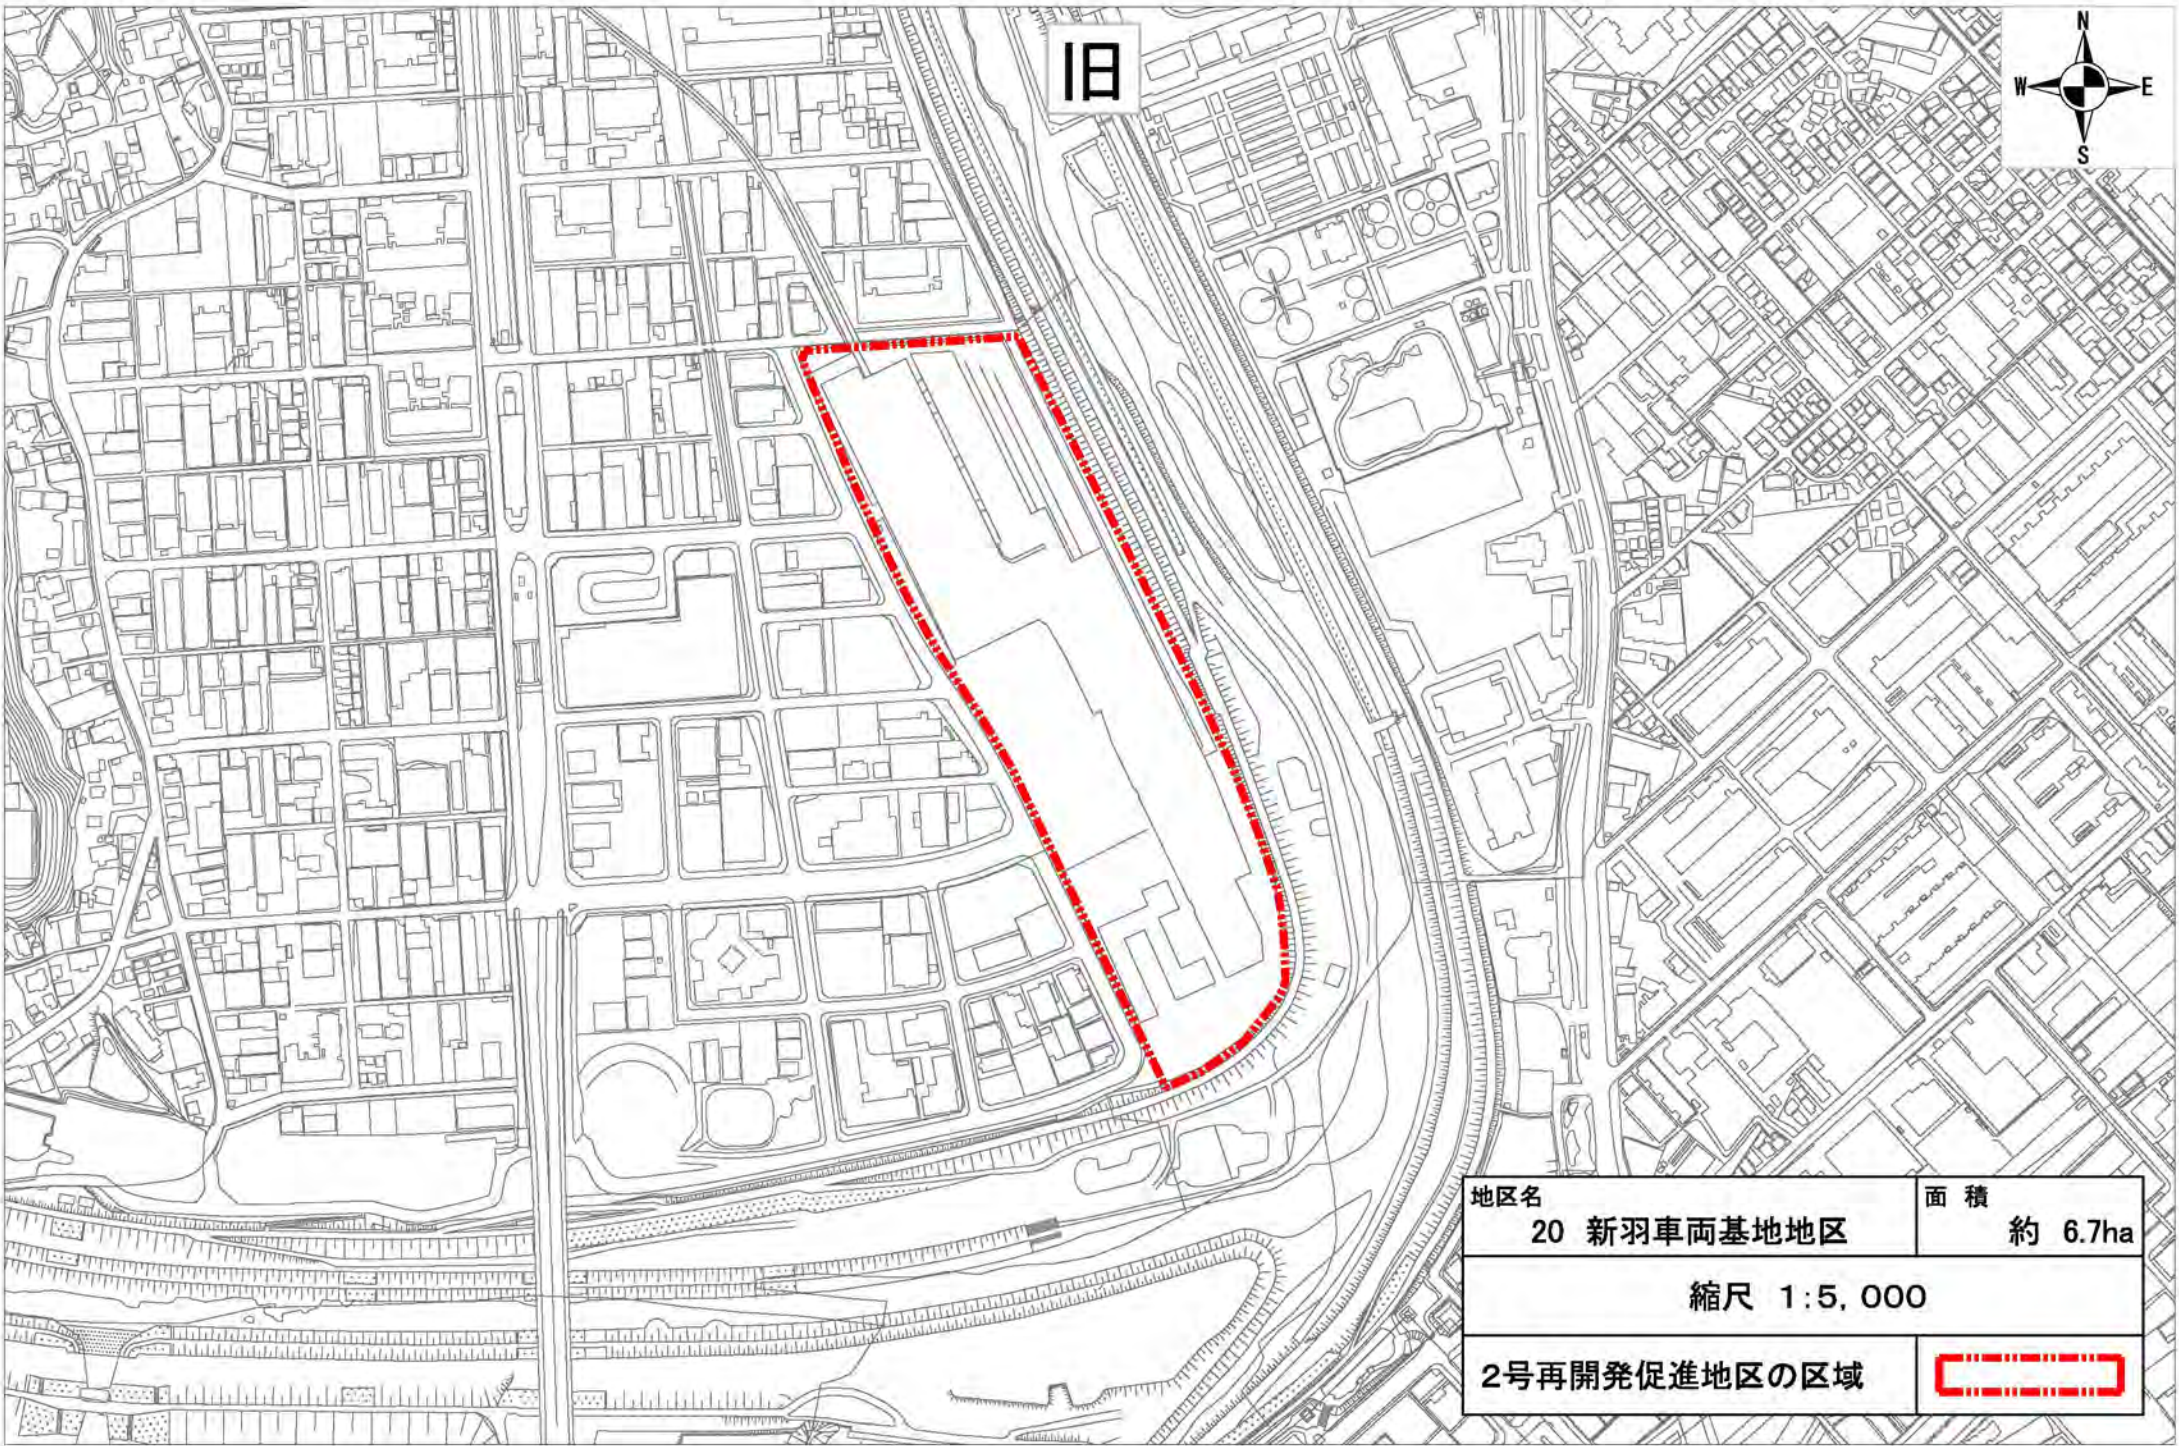 旧
N
W E
S
地区名
20 新羽車両基地地区
面 積
約 6.7ha
縮尺 1:5,000
2号再開発促進地区の区域